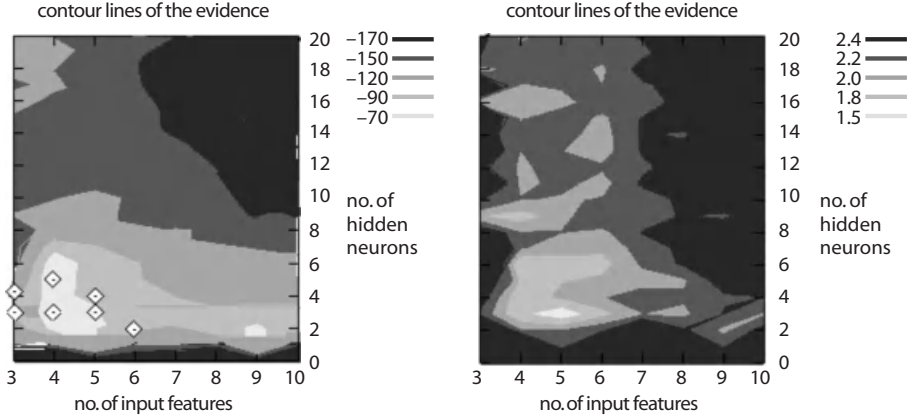 contour lines of the evidence
20
18
16
14
12
10
8
6
4
2
0
–170
–150
–120
–90
–70
no. of
hidden
neurons
3 4 5 6 7 8 9 10
no. of input features
contour lines of the evidence
20
18
16
14
12
10
8
6
4
2
0
2.4
2.2
2.0
1.8
1.5
no. of
hidden
neurons
3 4 5 6 7 8 9 10
no. of input features